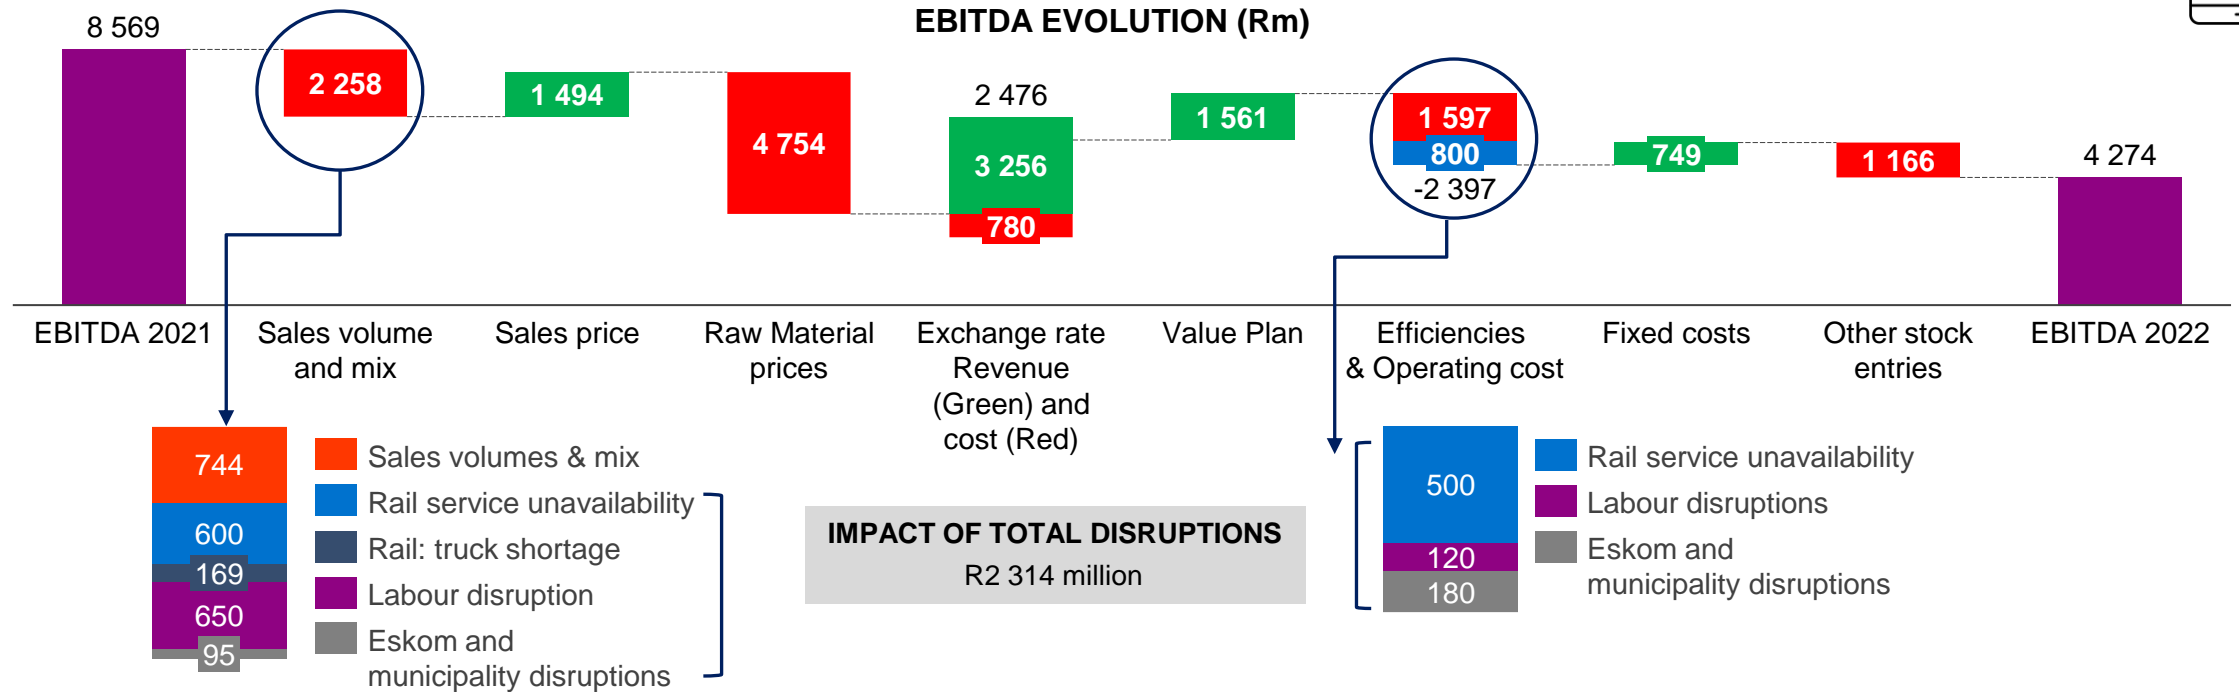 EBITDA EVOLUTION (Rm)
8 569
2 258
1 494
4 754
2 476
3 256
780
1 561
1 597
800
-2 397
749
1 166
4 274
EBITDA 2021
Sales volume
and mix
Sales price
Raw Material
prices
Exchange rate
Revenue
(Green) and
cost (Red)
Value Plan
Efficiencies
& Operating cost
Fixed costs
Other stock
entries
EBITDA 2022
744
600
169
650
95
Sales volumes & mix
Rail service unavailability
Rail: truck shortage
Labour disruption
Eskom and
municipality disruptions
IMPACT OF TOTAL DISRUPTIONS
R2 314 million
500
120
180
Rail service unavailability
Labour disruptions
Eskom and
municipality disruptions